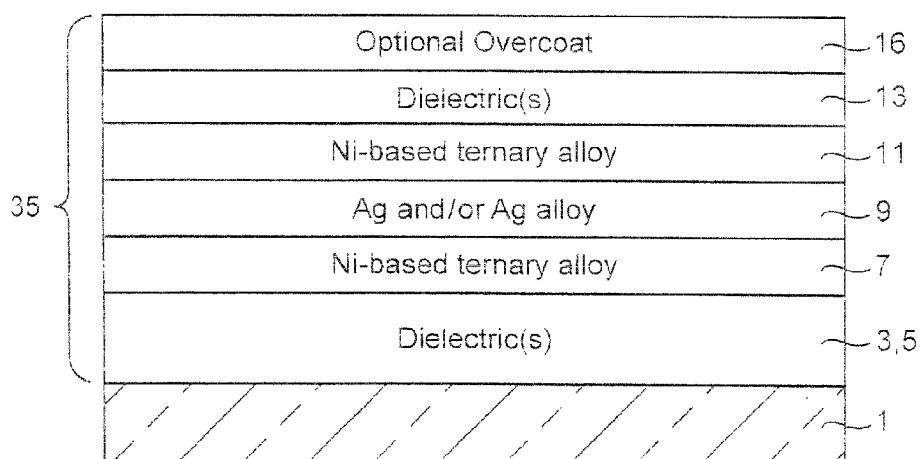 Optional Overcoat 16
Dielectric(s) 13
Ni-based ternary alloy 11
35 Ag and/or Ag alloy 9
Ni-based ternary alloy 7
Dielectric(s) 3,5
1